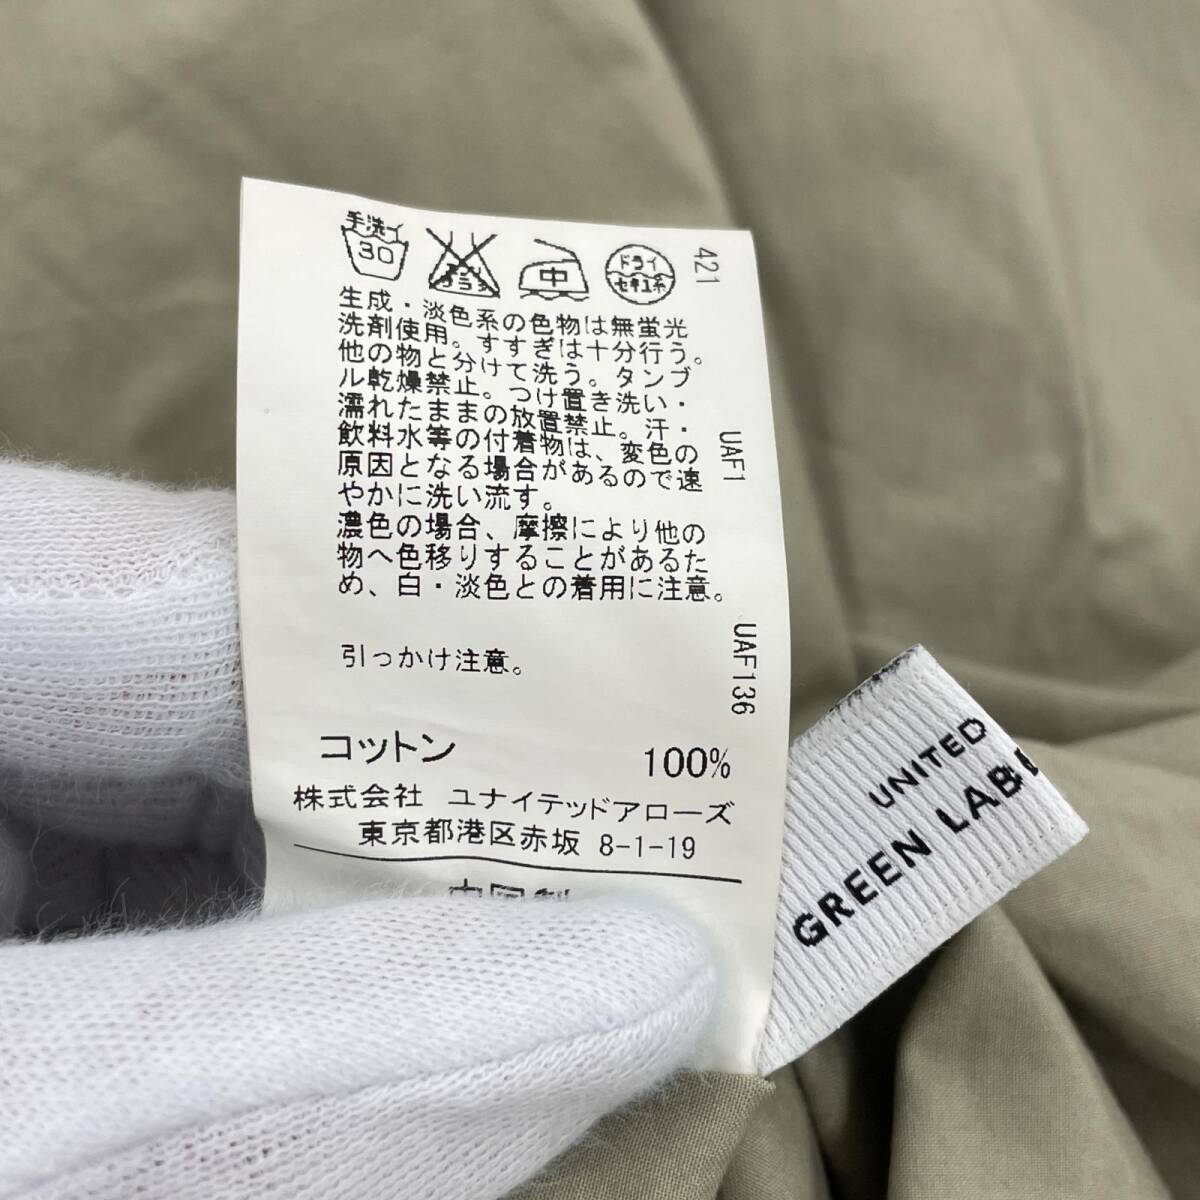 手洗イ
30
エンソ
サラシ
中
ドライ
セキユ系
生成・淡色系の色物は無蛍光
洗剤使用。すすぎは十分行う。
他の物と分けて洗う。タンブ
ル乾燥禁止。つけ置き洗い・
濡れたままの放置禁止。汗・
飲料水等の付着物は、変色の
原因となる場合があるので速
やかに洗い流す。
濃色の場合、摩擦により他の
物へ色移りすることがあるた
め、白・淡色との着用に注意。
引っかけ注意。
コットン 100%
株式会社 ユナイテッドアローズ
東京都港区赤坂 8-1-19
中国製
421
UAF1
UAF136
UNITED
GREEN LABE